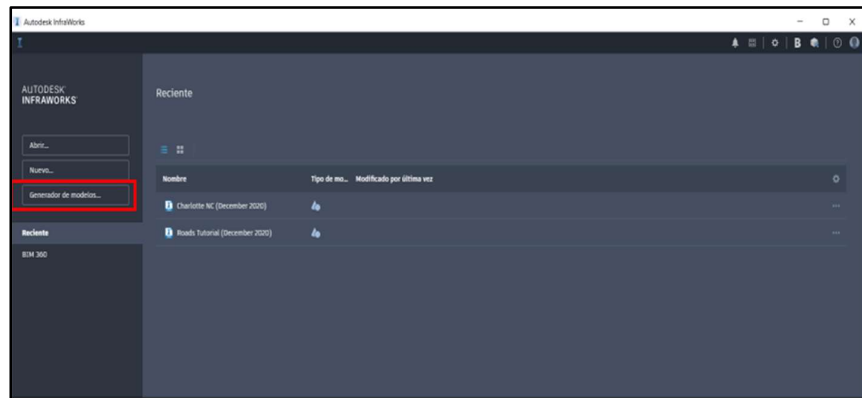 Autodesk InfraWorks
AUTODESK
INFRAWORKS
Reciente
Abrir...
Nuevo...
Generador de modelos...
Reciente
BIM 360
Nombre Tipo de mo... Modificado por última vez
Charlotte NC (December 2020)
Roads Tutorial (December 2020)